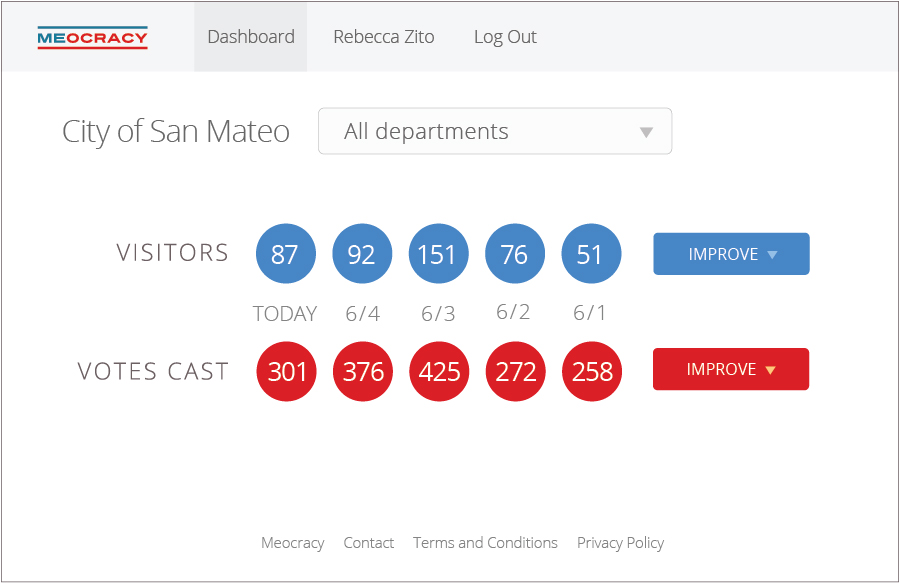 MEOCRACY Dashboard Rebecca Zito Log Out
City of San Mateo All departments
VISITORS 87 92 151 76 51 IMPROVE
TODAY 6/4 6/3 6/2 6/1
VOTES CAST 301 376 425 272 258 IMPROVE
Meocracy Contact Terms and Conditions Privacy Policy